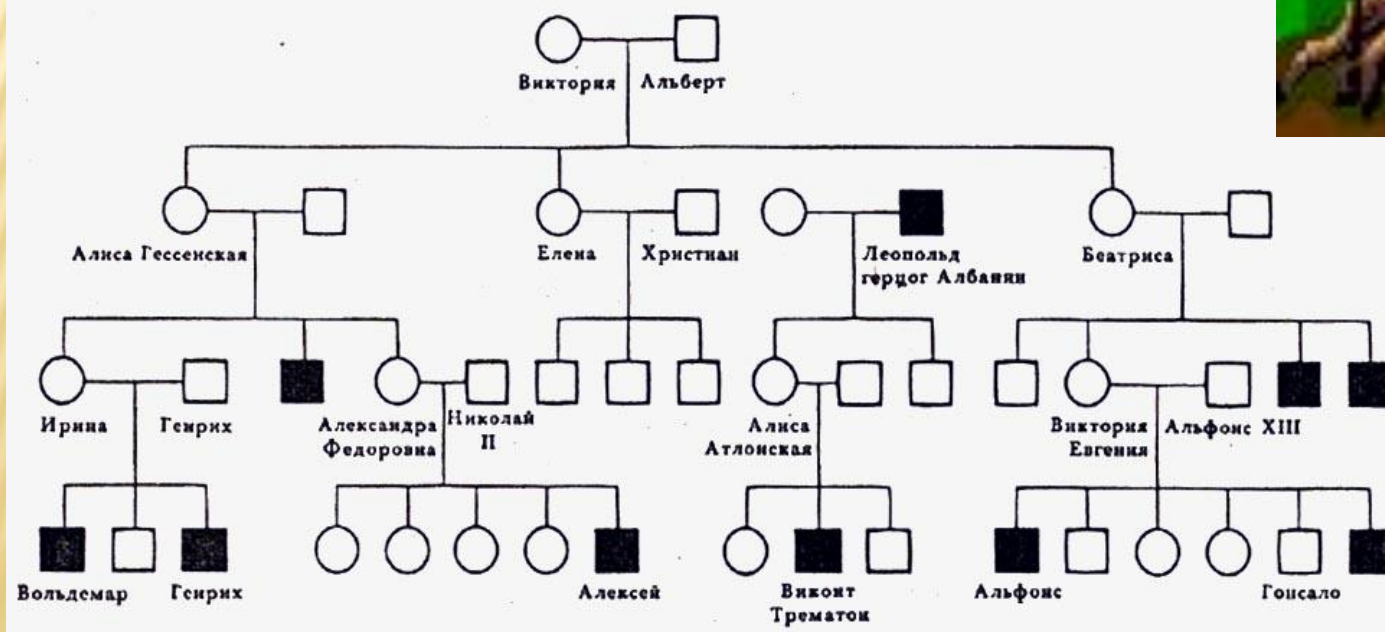 Виктория Альберт
Алиса Гессенская
Елена Христиан
Леопольд
герцог Албании
Беатриса
Ирина Генрих
Александра
Федоровна
Николай
II
Алиса
Атлонская
Виктория
Евгения
Альфонс XIII
Вольдемар Генрих
Алексей
Виконт
Трематон
Альфонс
Гонсало